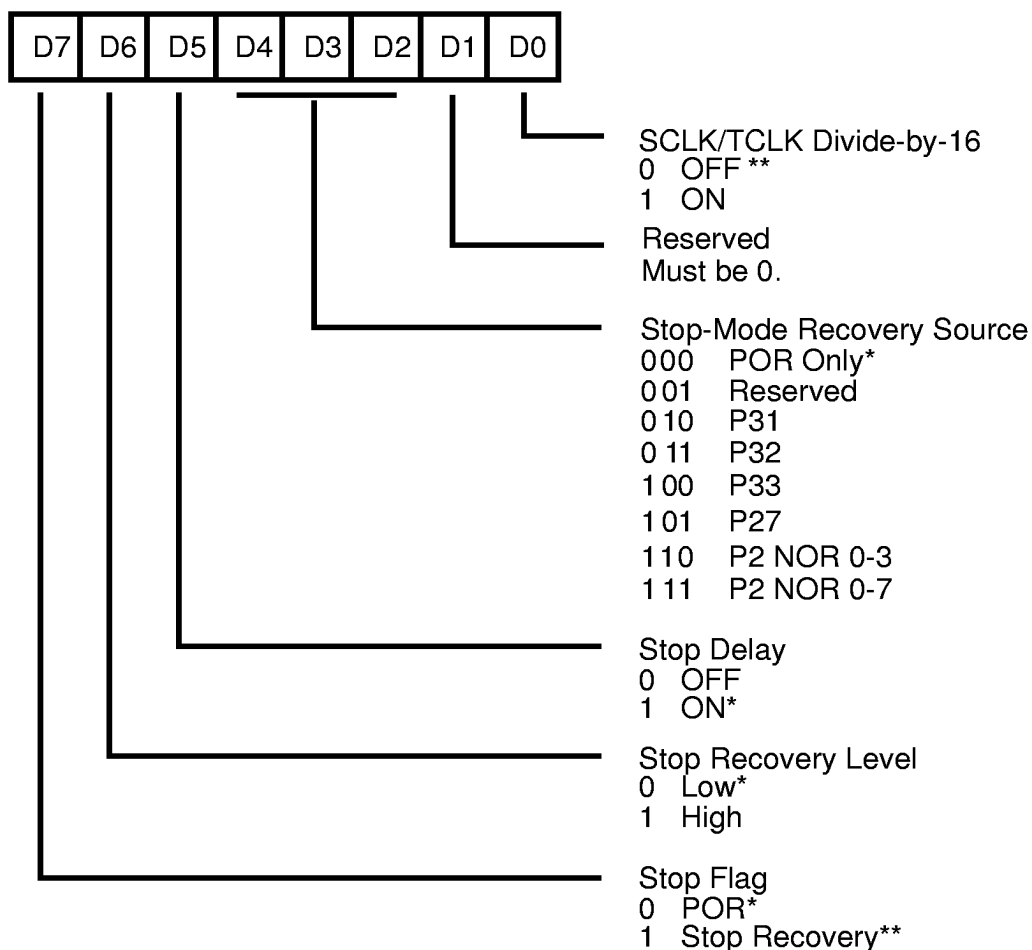 D7 D6 D5 D4 D3 D2 D1 D0
SCLK/TCLK Divide-by-16
0 OFF **
1 ON
Reserved
Must be 0.
Stop-Mode Recovery Source
000 POR Only*
001 Reserved
010 P31
011 P32
100 P33
101 P27
110 P2 NOR 0-3
111 P2 NOR 0-7
Stop Delay
0 OFF
1 ON*
Stop Recovery Level
0 Low*
1 High
Stop Flag
0 POR*
1 Stop Recovery**